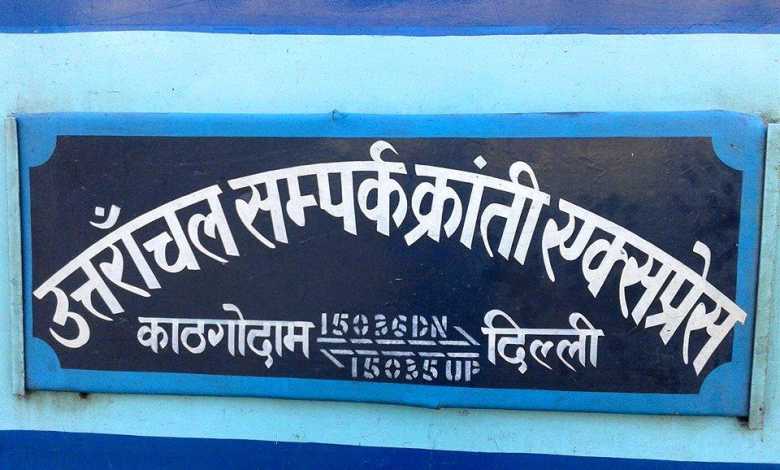 उत्तराँचल सम्पर्क क्रांती एक्सप्रेस
काठगोदाम 15036DN दिल्ली
15035UP